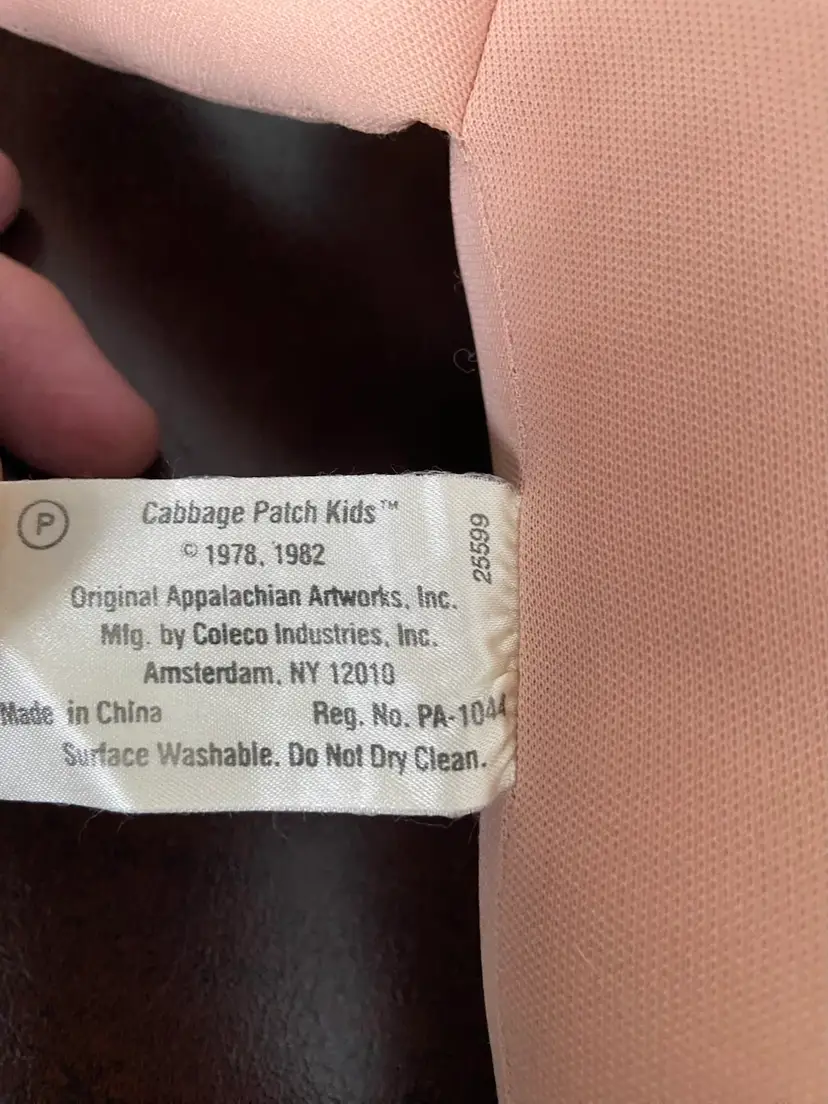 P
Cabbage Patch Kids™
© 1978, 1982
Original Appalachian Artworks, Inc.
Mfg. by Coleco Industries, Inc.
Amsterdam, NY 12010
Made in China Reg. No. PA-1044
Surface Washable. Do Not Dry Clean.
25599